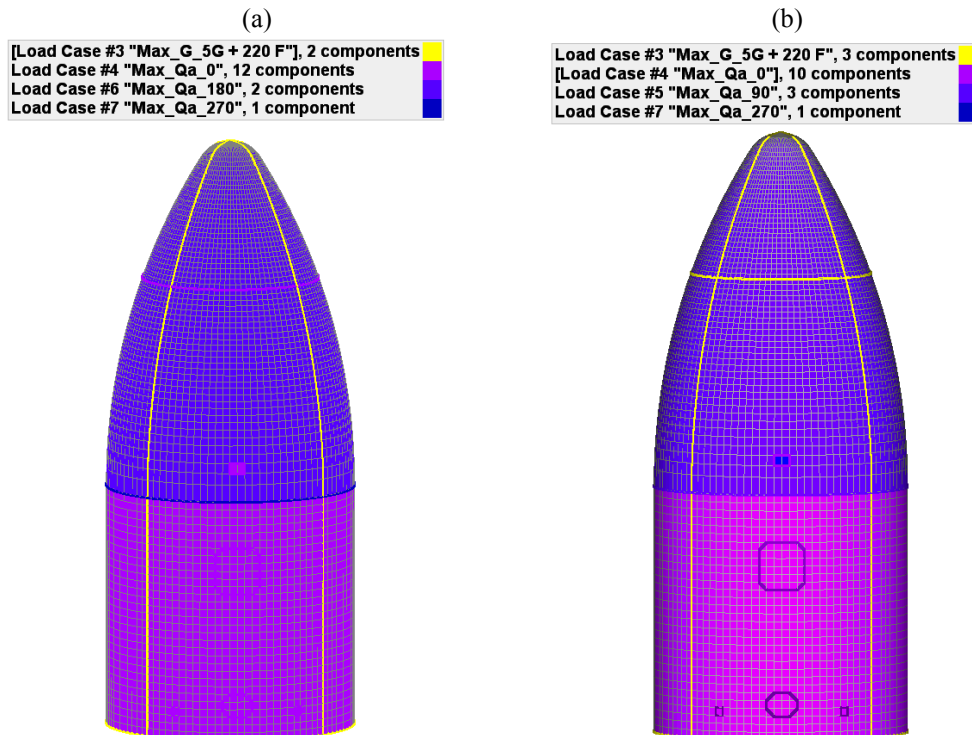 (a)
[Load Case #3 "Max_G_5G + 220 F"], 2 components
Load Case #4 "Max_Qa_0", 12 components
Load Case #6 "Max_Qa_180", 2 components
Load Case #7 "Max_Qa_270", 1 component
(b)
Load Case #3 "Max_G_5G + 220 F", 3 components
[Load Case #4 "Max_Qa_0"], 10 components
Load Case #5 "Max_Qa_90", 3 components
Load Case #7 "Max_Qa_270", 1 component